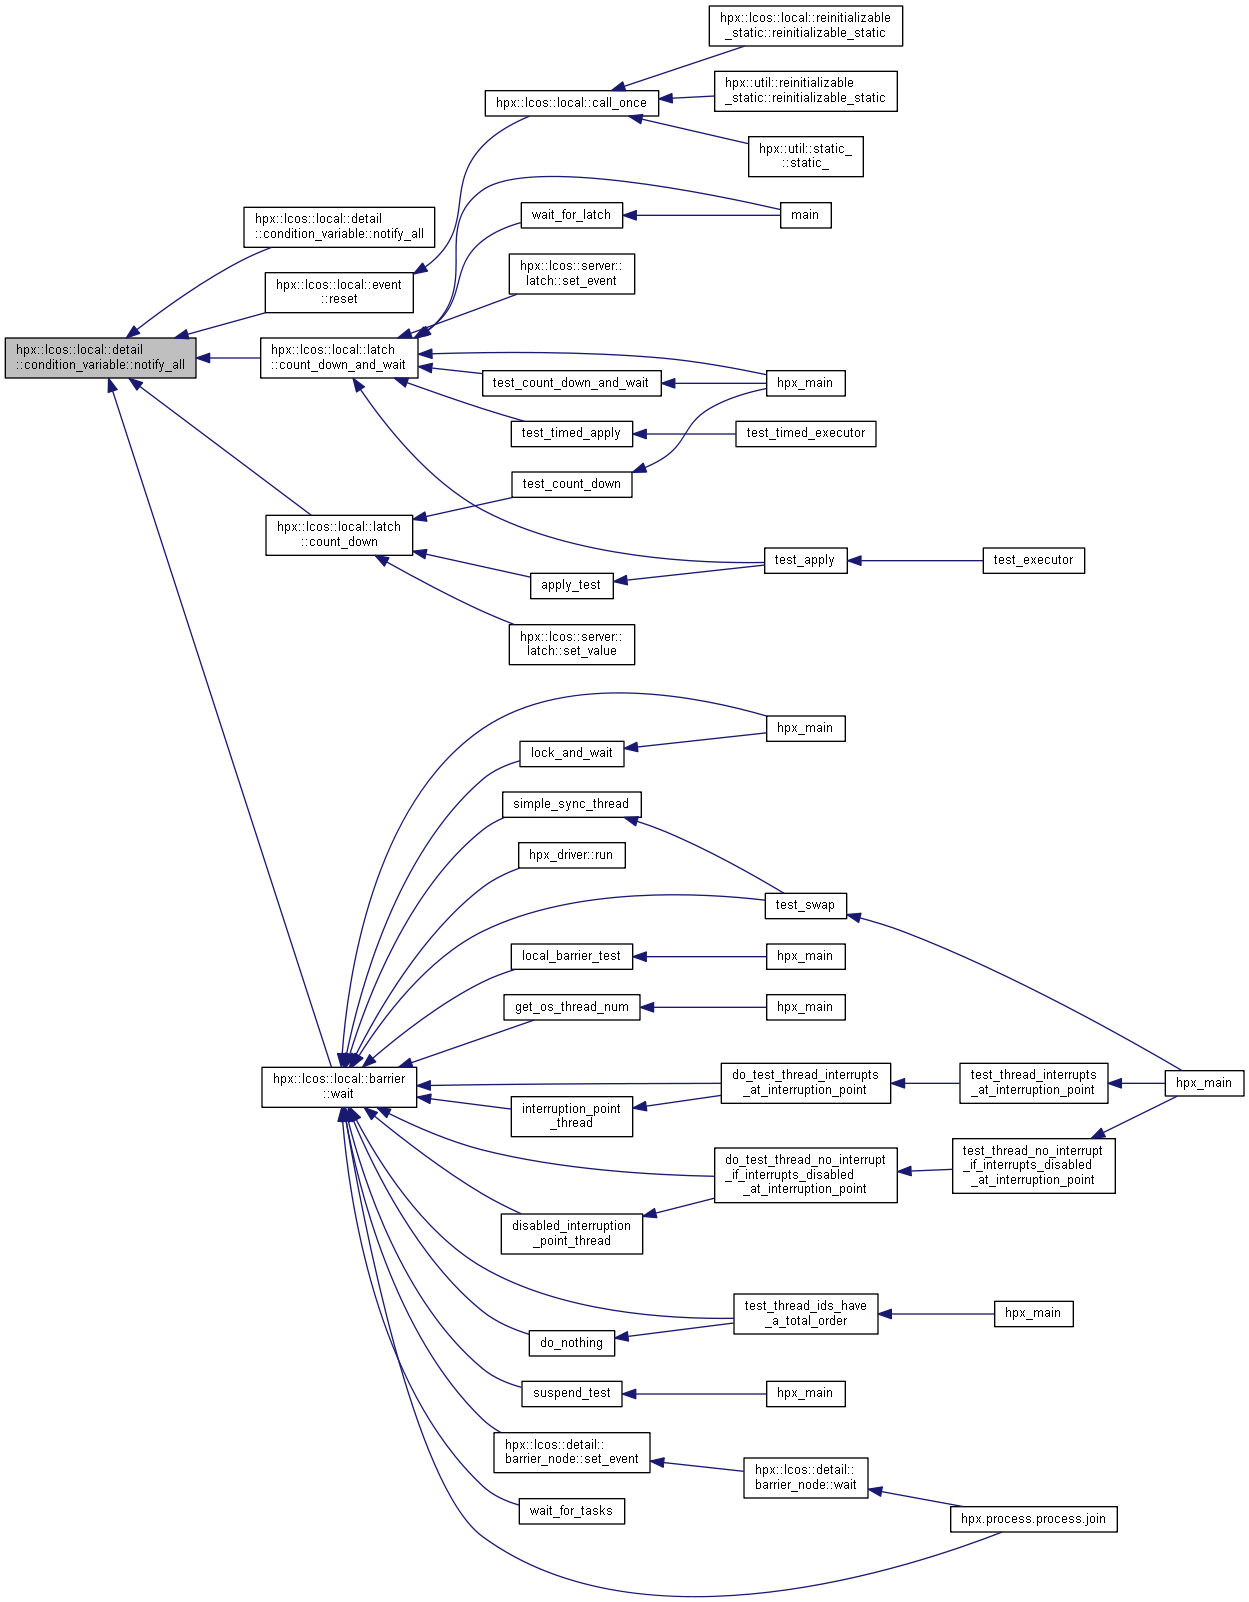 hpx::lcos::local::reinitializable
_static::reinitializable_static
hpx::util::reinitializable
_static::reinitializable_static
hpx::lcos::local::call_once
hpx::util::static_
::static_
wait_for_latch
main
hpx::lcos::local::detail
::condition_variable::notify_all
hpx::lcos::server::
latch::set_event
hpx::lcos::local::event
::reset
hpx::lcos::local::detail
::condition_variable::notify_all
hpx::lcos::local::latch
::count_down_and_wait
test_count_down_and_wait
hpx_main
test_timed_apply
test_timed_executor
test_count_down
hpx::lcos::local::latch
::count_down
test_apply
test_executor
apply_test
hpx::lcos::server::
latch::set_value
hpx_main
lock_and_wait
simple_sync_thread
hpx_driver::run
test_swap
local_barrier_test
hpx_main
get_os_thread_num
hpx_main
hpx::lcos::local::barrier
::wait
do_test_thread_interrupts
_at_interruption_point
test_thread_interrupts
_at_interruption_point
hpx_main
interruption_point
_thread
do_test_thread_no_interrupt
_if_interrupts_disabled
_at_interruption_point
test_thread_no_interrupt
_if_interrupts_disabled
_at_interruption_point
disabled_interruption
_point_thread
test_thread_ids_have
_a_total_order
hpx_main
do_nothing
suspend_test
hpx_main
hpx::lcos::detail::
barrier_node::set_event
hpx::lcos::detail::
barrier_node::wait
wait_for_tasks
hpx.process.process.join